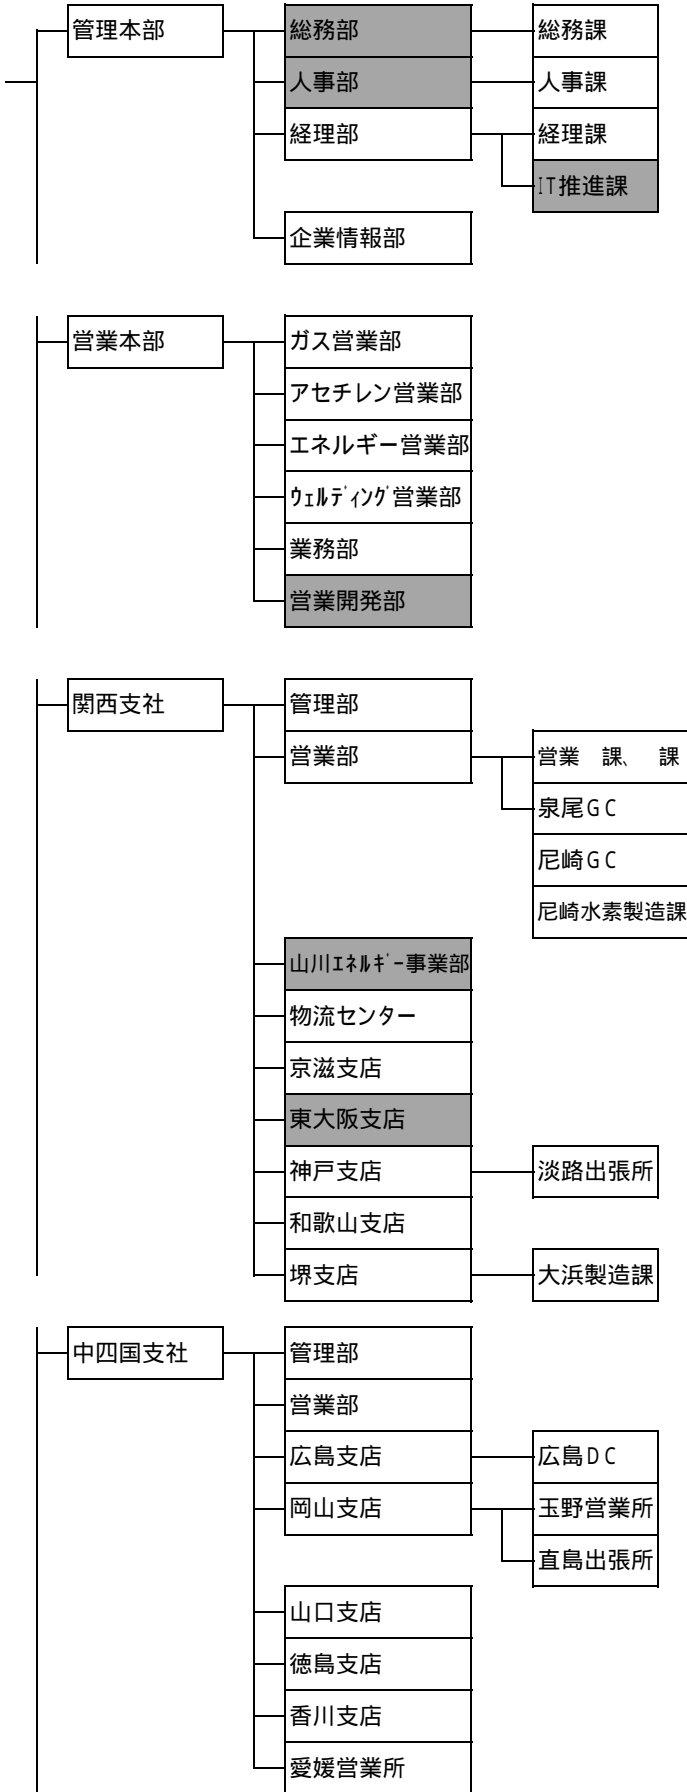 管理本部 総務部 総務課
人事部 人事課
経理部 経理課
IT推進課
企業情報部
営業本部 ガス営業部
アセチレン営業部
エネルギー営業部
ｳｪﾙﾃﾞｨﾝｸﾞ営業部
業務部
営業開発部
関西支社 管理部
営業部 営業　課、　課
泉尾GC
尼崎GC
尼崎水素製造課
山川ｴﾈﾙｷﾞｰ事業部
物流センター
京滋支店
東大阪支店
神戸支店 淡路出張所
和歌山支店
堺支店 大浜製造課
中四国支社 管理部
営業部
広島支店 広島DC
岡山支店 玉野営業所
直島出張所
山口支店
徳島支店
香川支店
愛媛営業所